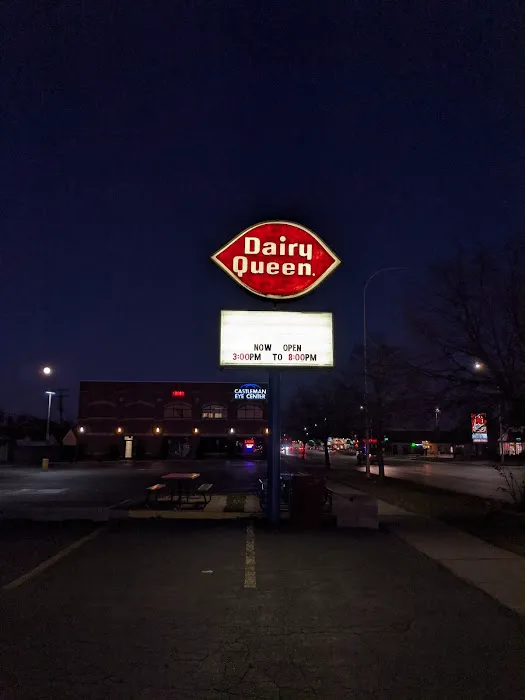 Dairy
Queen.
NOW OPEN
3:00PM TO 8:00PM
CASTLEMAN
EYE CENTER